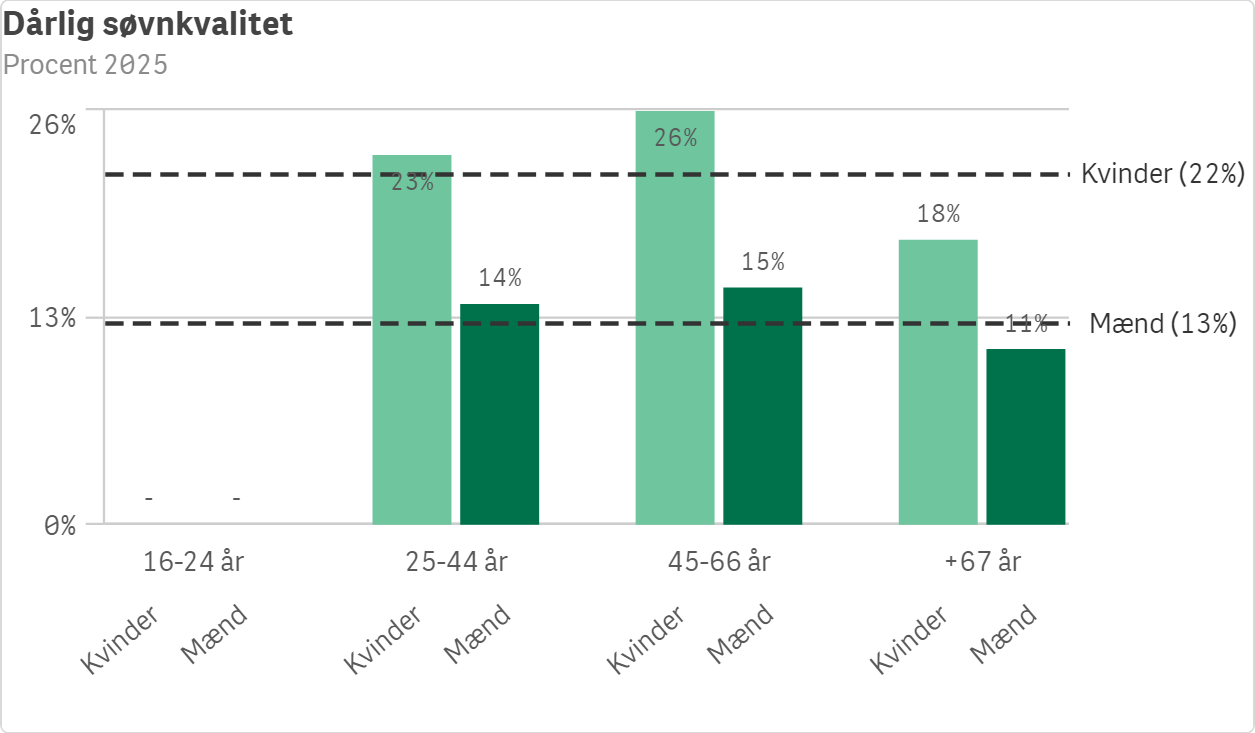 Dårlig søvnkvalitet
Procent 2025
26%
26%
23%
Kvinder (22%)
18%
15%
14%
13%
11%
Mænd (13%)
-
-
0%
16-24 år
25-44 år
45-66 år
+67 år
Kvinder
Mænd
Kvinder
Mænd
Kvinder
Mænd
Kvinder
Mænd